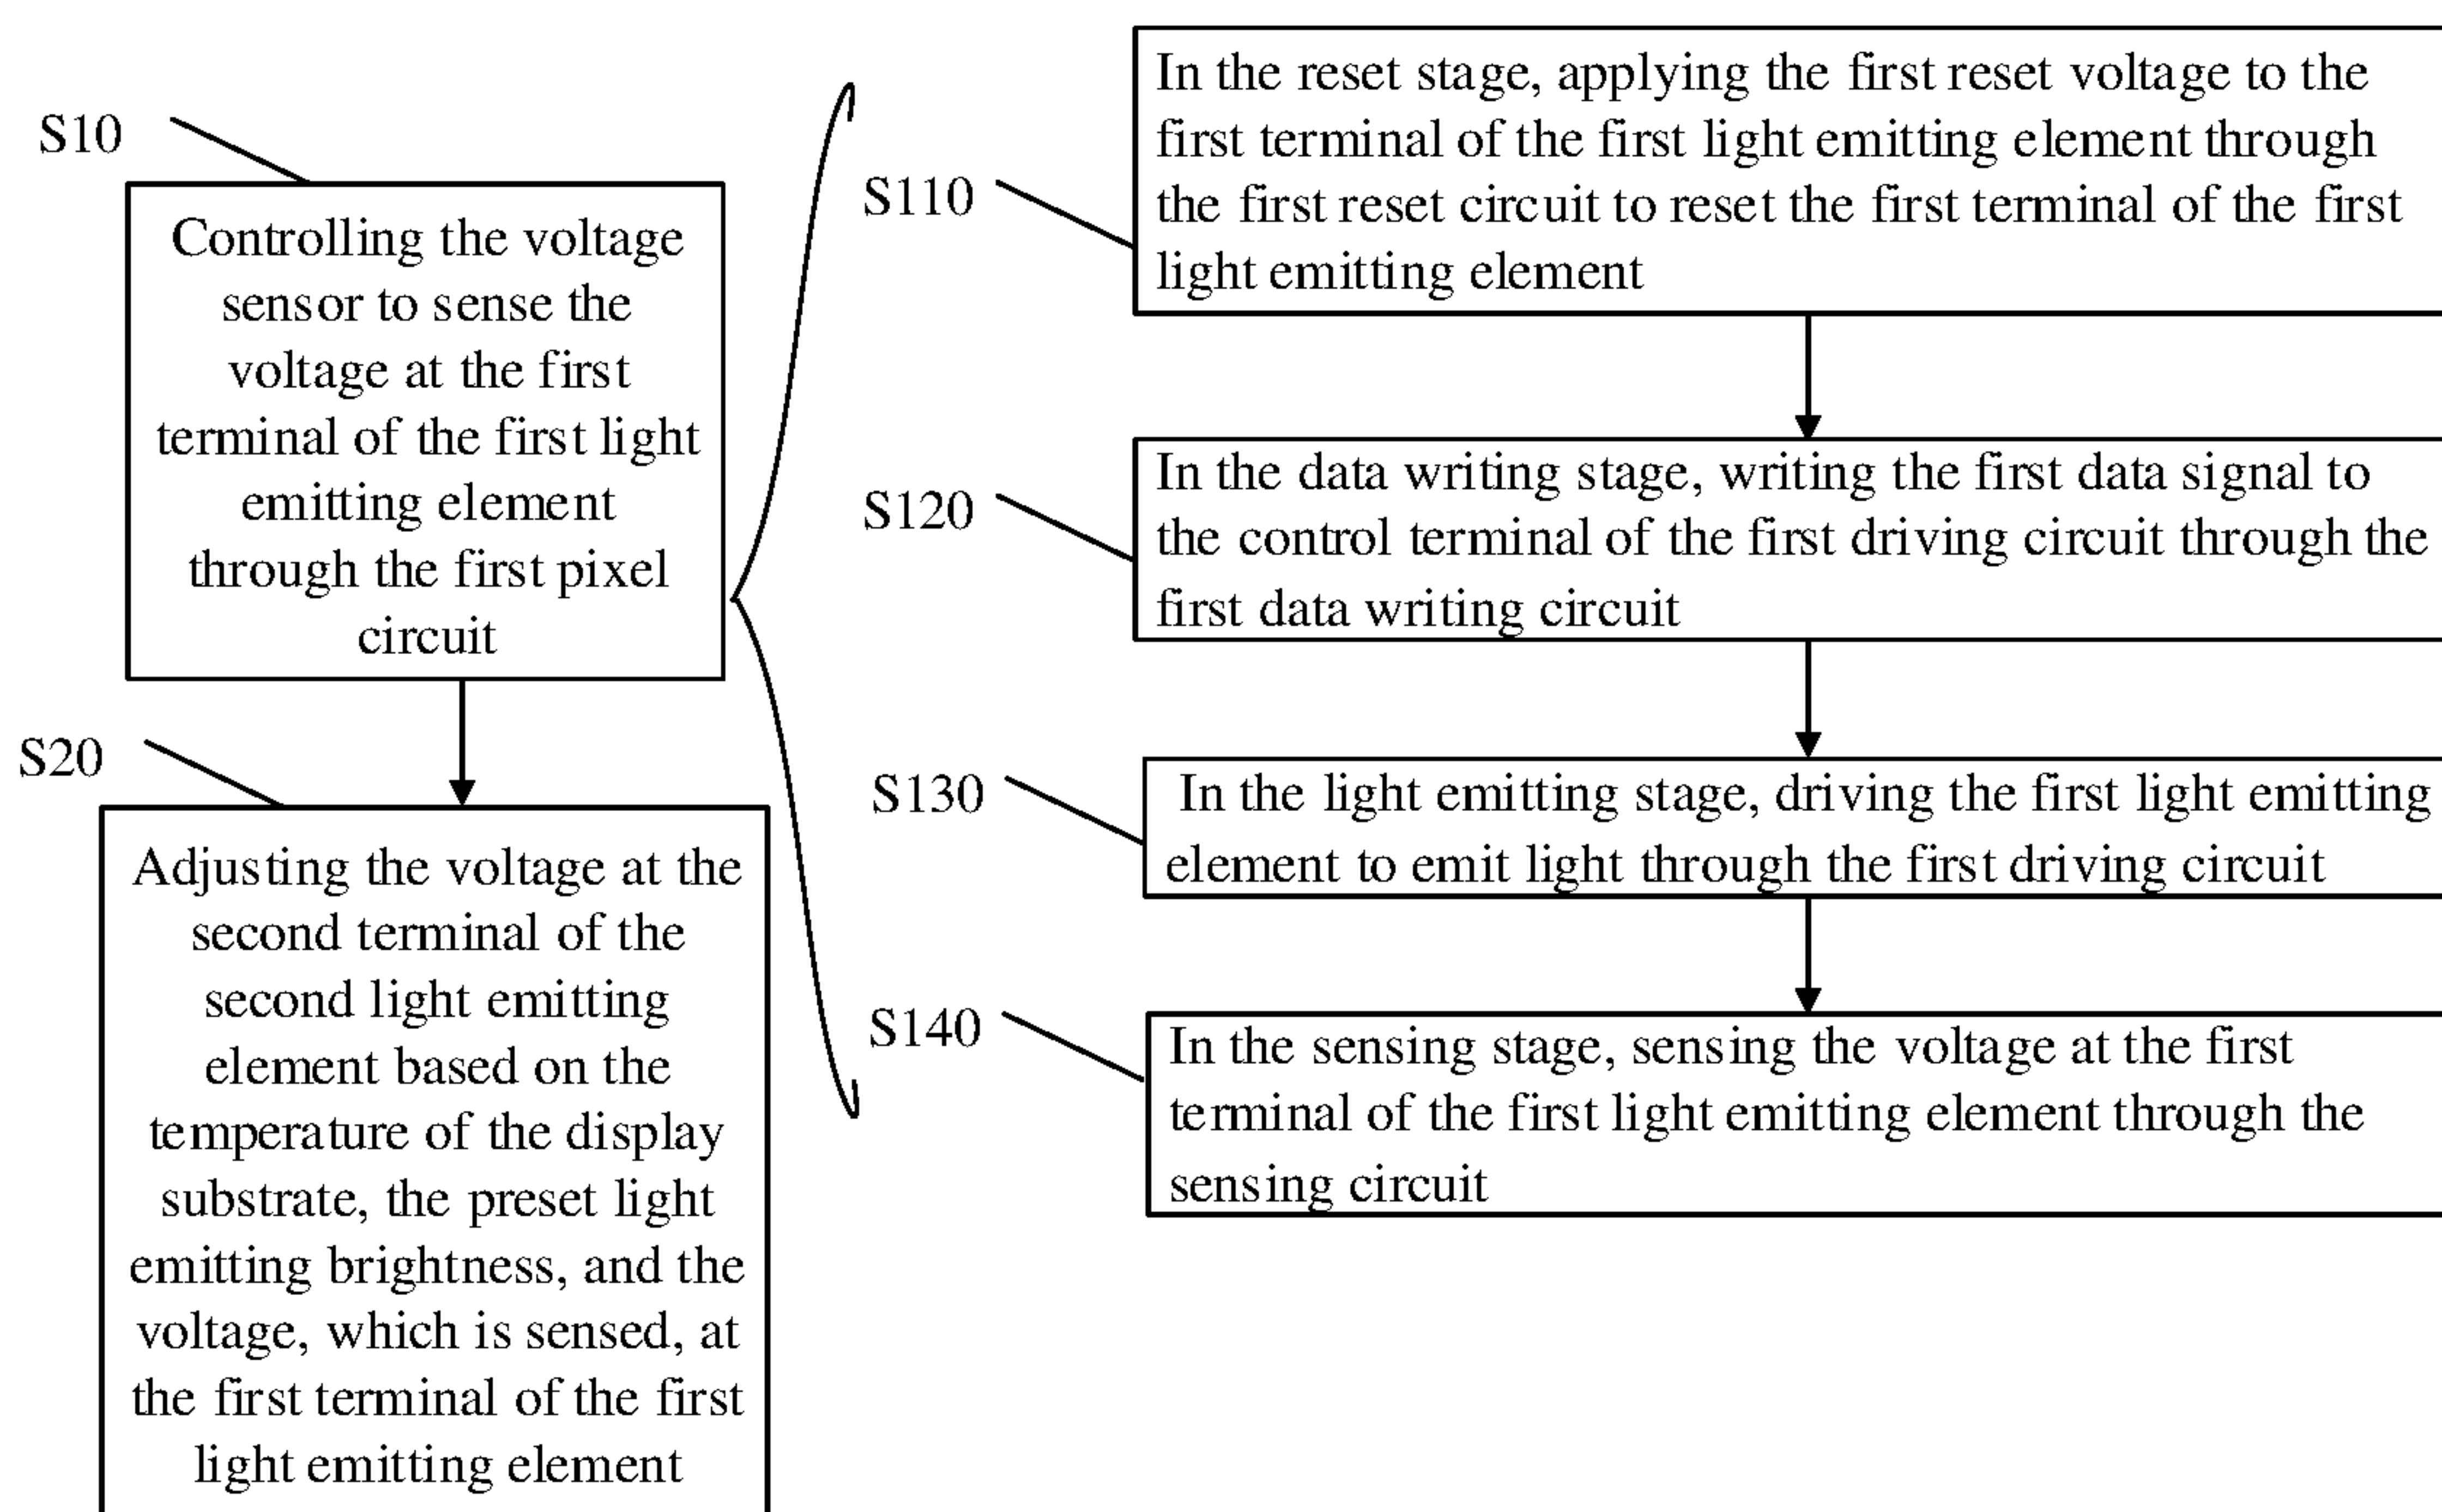 S10
Controlling the voltage
sensor to sense the
voltage at the first
terminal of the first light
emitting element
through the first pixel
circuit
S20
Adjusting the voltage at the
second terminal of the
second light emitting
element based on the
temperature of the display
substrate, the preset light
emitting brightness, and the
voltage, which is sensed, at
the first terminal of the first
light emitting element
S110
In the reset stage, applying the first reset voltage to the
first terminal of the first light emitting element through
the first reset circuit to reset the first terminal of the first
light emitting element
S120
In the data writing stage, writing the first data signal to
the control terminal of the first driving circuit through the
first data writing circuit
S130
In the light emitting stage, driving the first light emitting
element to emit light through the first driving circuit
S140
In the sensing stage, sensing the voltage at the first
terminal of the first light emitting element through the
sensing circuit